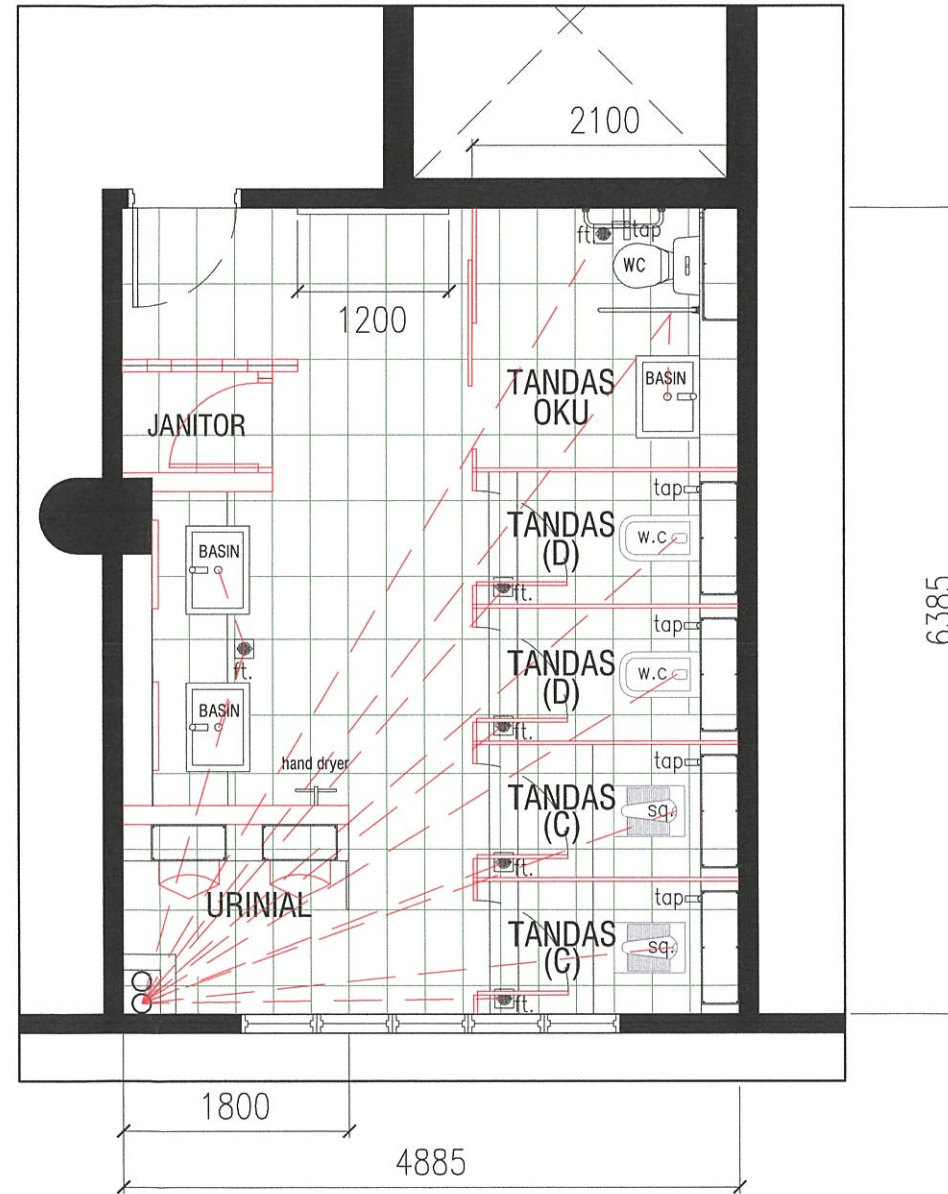 2100
ft.
tap
WC
1200
TANDAS
OKU
BASIN
JANITOR
tap
TANDAS
(D)
W.C
BASIN
ft.
tap
ft.
TANDAS
(D)
W.C
BASIN
ft.
tap
hand dryer
TANDAS
(C)
sq.
ft.
tap
URINIAL
TANDAS
(C)
sq.
ft.
6385
1800
4885